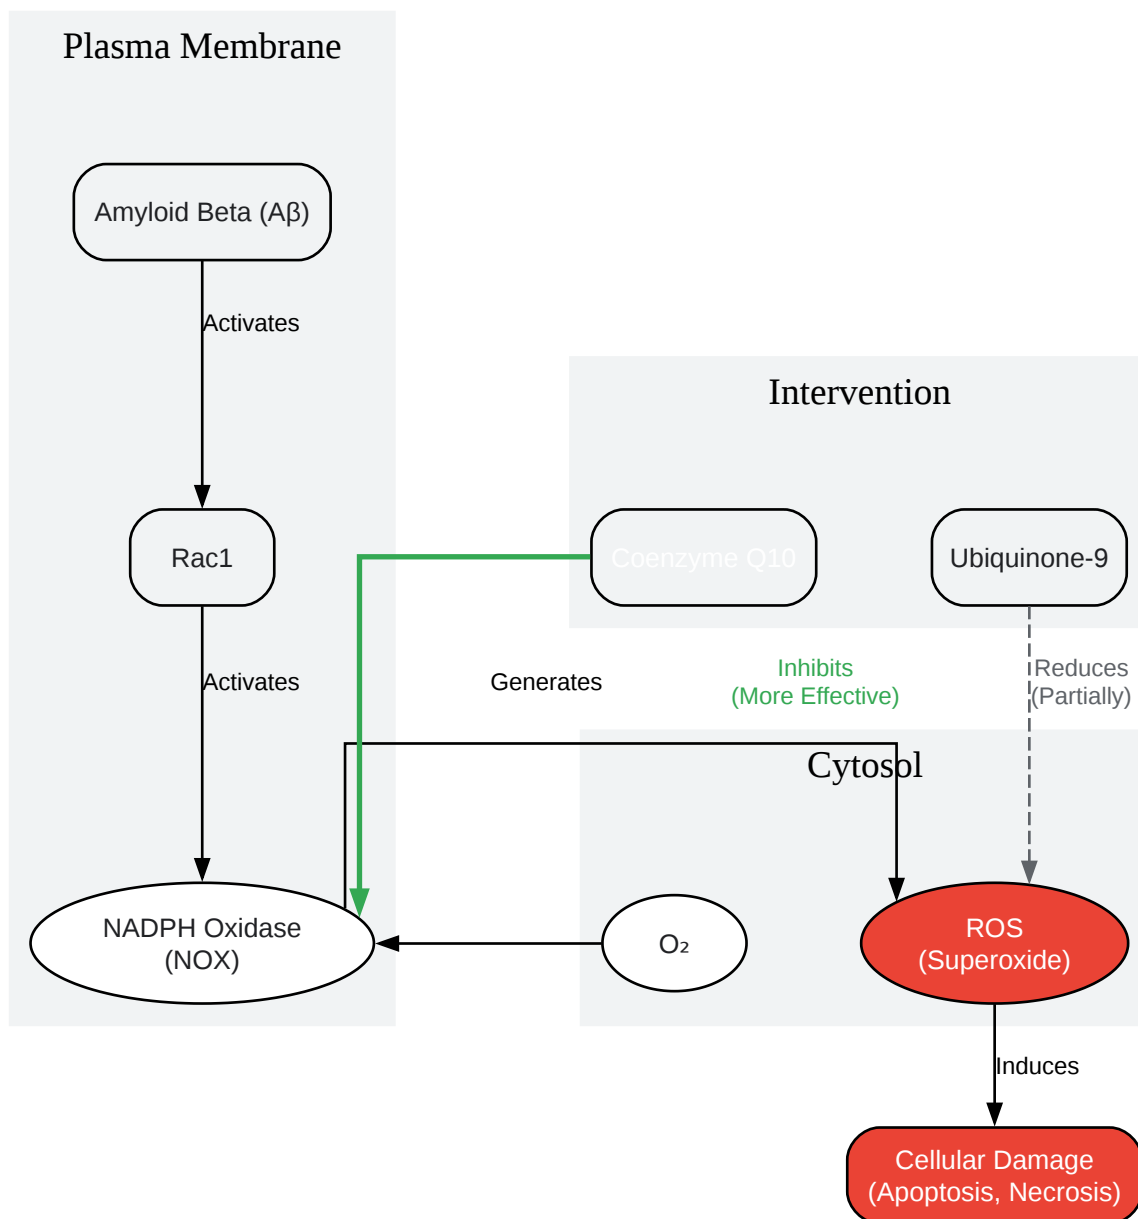 Plasma Membrane
Amyloid Beta (Aβ)
Activates
Intervention
Rac1
Coenzyme Q10
Ubiquinone-9
Activates
Generates
Inhibits
(More Effective)
Reduces
(Partially)
Cytosol
NADPH Oxidase
(NOX)
O₂
ROS
(Superoxide)
Induces
Cellular Damage
(Apoptosis, Necrosis)